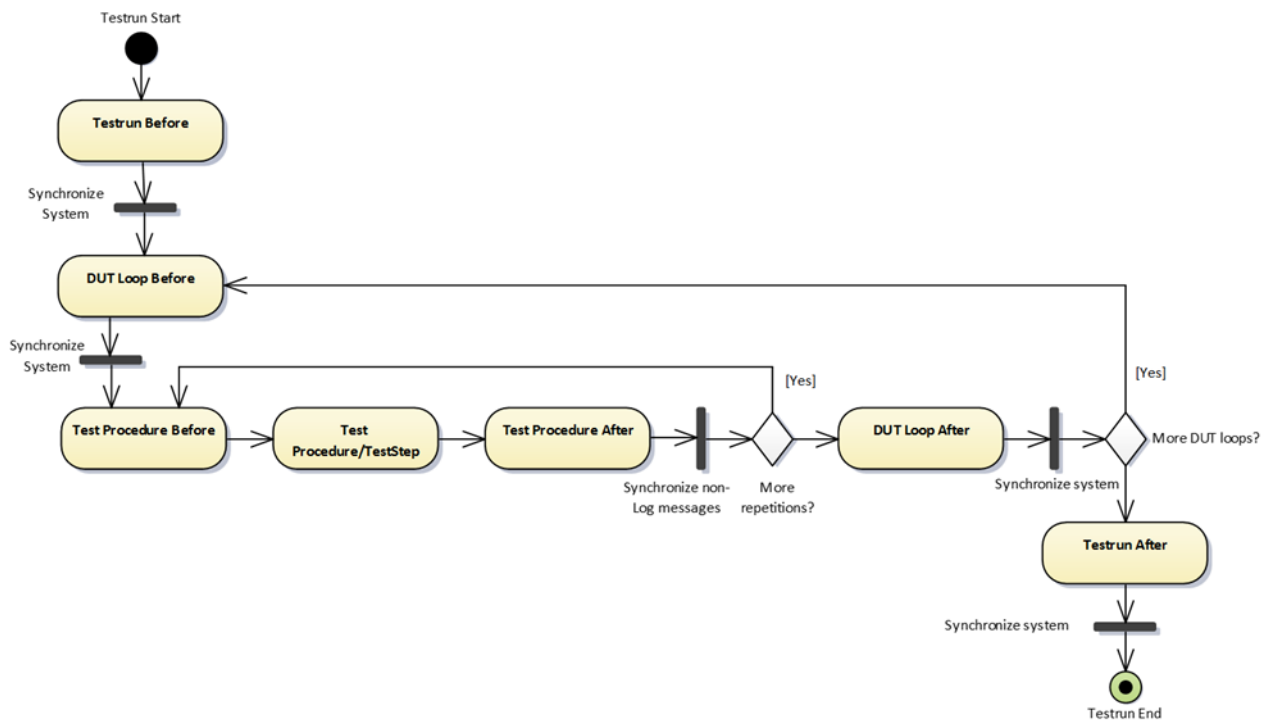 Testrun Start
Testrun Before
Synchronize
System
DUT Loop Before
Synchronize
System
[Yes]
[Yes]
Test Procedure Before
Test
Procedure/TestStep
Test Procedure After
DUT Loop After
More DUT loops?
Synchronize non-
Log messages
More
repetitions?
Synchronize system
Testrun After
Synchronize system
Testrun End